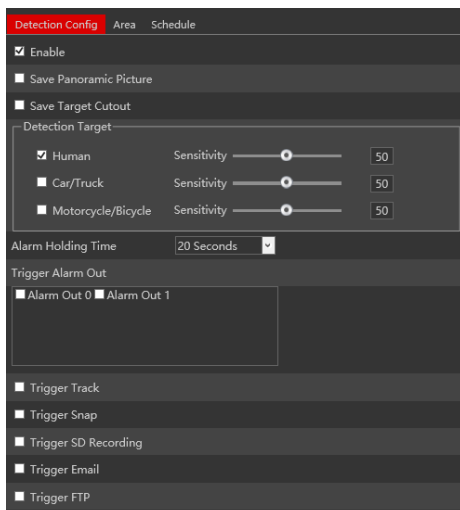 Detection Config Area Schedule
Enable
Save Panoramic Picture
Save Target Cutout
Detection Target
Human Sensitivity 50
Car/Truck Sensitivity 50
Motorcycle/Bicycle Sensitivity 50
Alarm Holding Time 20 Seconds
Trigger Alarm Out
Alarm Out 0 Alarm Out 1
Trigger Track
Trigger Snap
Trigger SD Recording
Trigger Email
Trigger FTP